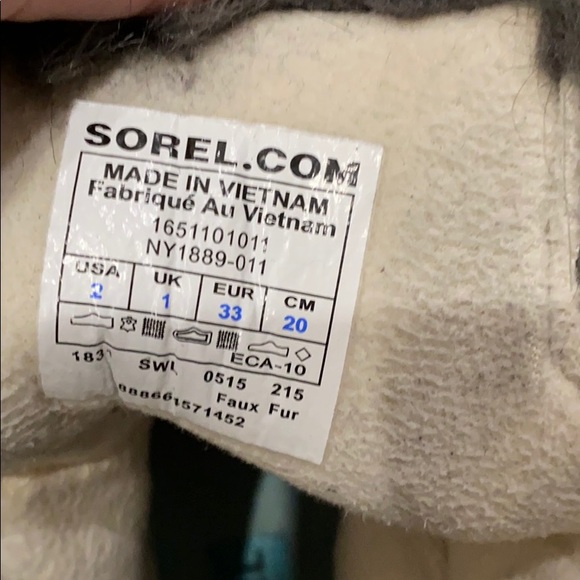 SOREL.COM
MADE IN VIETNAM
Fabriqué Au Vietnam
1651101011
NY1889-011
USA UK EUR CM
2 1 33 20
ECA-10
0515 215
Faux Fur